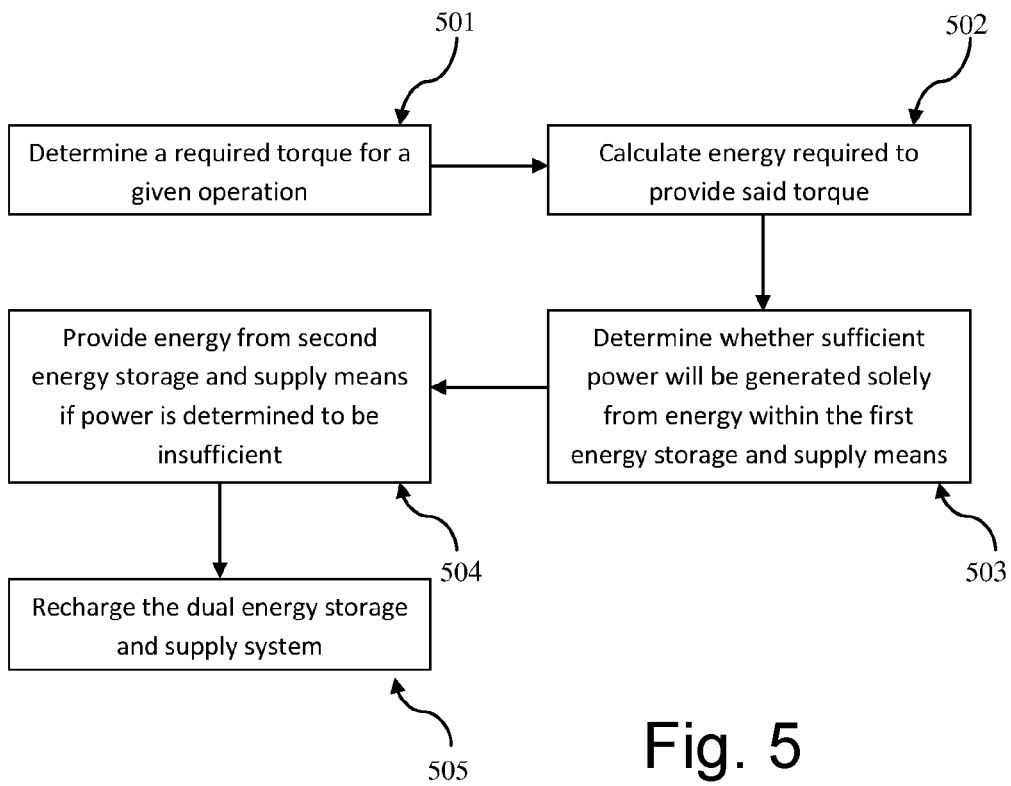 501
502
Determine a required torque for a
given operation
Calculate energy required to
provide said torque
Determine whether sufficient
power will be generated solely
from energy within the first
energy storage and supply means
503
Provide energy from second
energy storage and supply means
if power is determined to be
insufficient
504
Recharge the dual energy storage
and supply system
505
Fig. 5